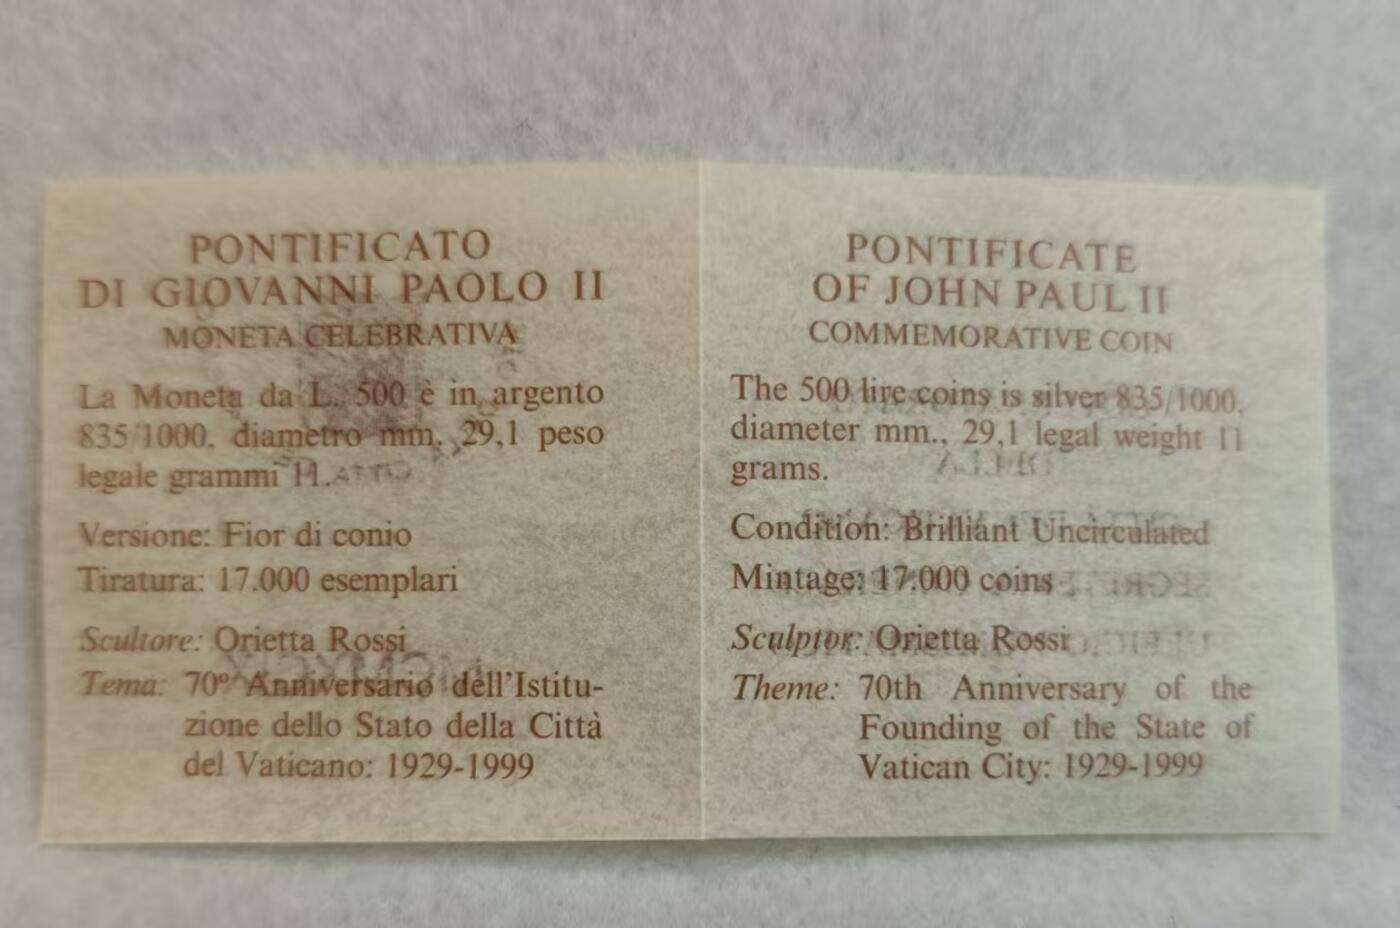 PONTIFICATO
DI GIOVANNI PAOLO II
MONETA CELEBRATIVA
La Moneta da L. 500 è in argento
835/1000. diametro mm. 29,1 peso
legale grammi 11.
Versione: Fior di conio
Tiratura: 17.000 esemplari
Scultore: Orietta Rossi
Tema: 70º Anniversario dell'Istitu-
zione dello Stato della Città
del Vaticano: 1929-1999
PONTIFICATE
OF JOHN PAUL II
COMMEMORATIVE COIN
The 500 lire coins is silver 835/1000.
diameter mm., 29,1 legal weight 11
grams.
Condition: Brilliant Uncirculated
Mintage: 17.000 coins
Sculptor: Orietta Rossi
Theme: 70th Anniversary of the
Founding of the State of
Vatican City: 1929-1999